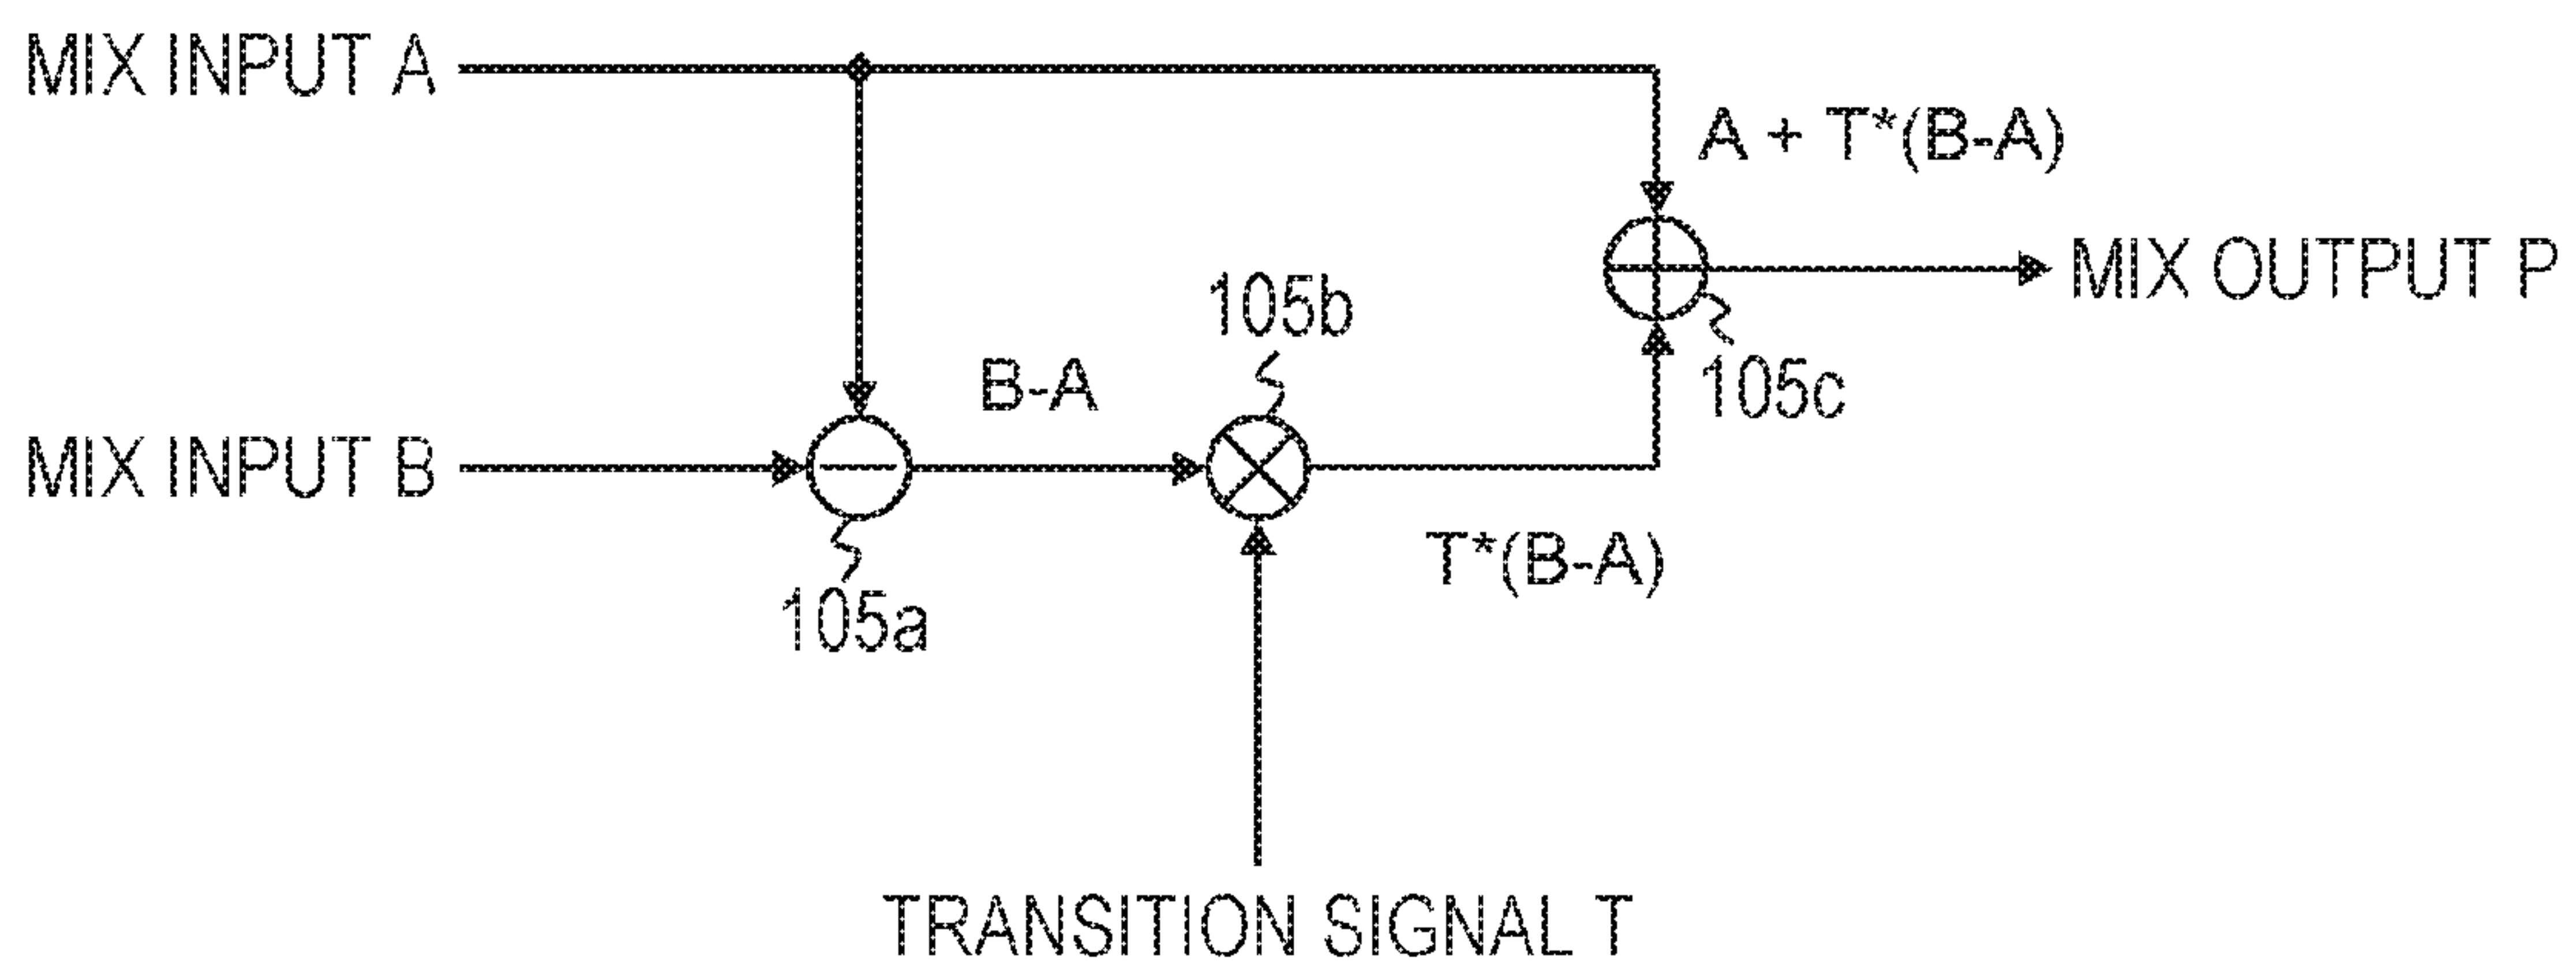 MIX INPUT A
A + T*(B-A)
MIX OUTPUT P
105b
105c
B-A
MIX INPUT B
T*(B-A)
105a
TRANSITION SIGNAL T